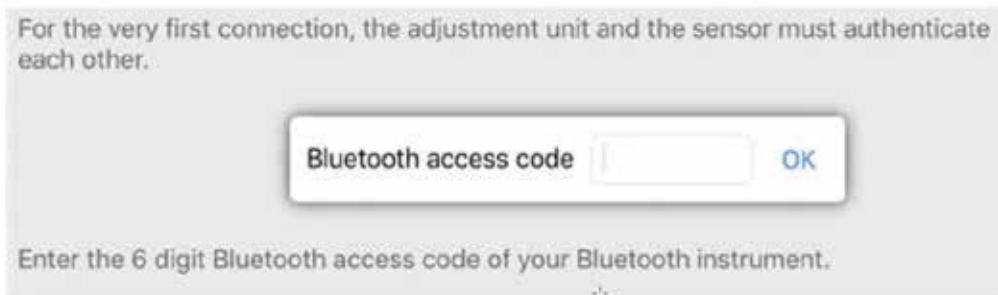 For the very first connection, the adjustment unit and the sensor must authenticate
each other.
Bluetooth access code OK
Enter the 6 digit Bluetooth access code of your Bluetooth instrument.